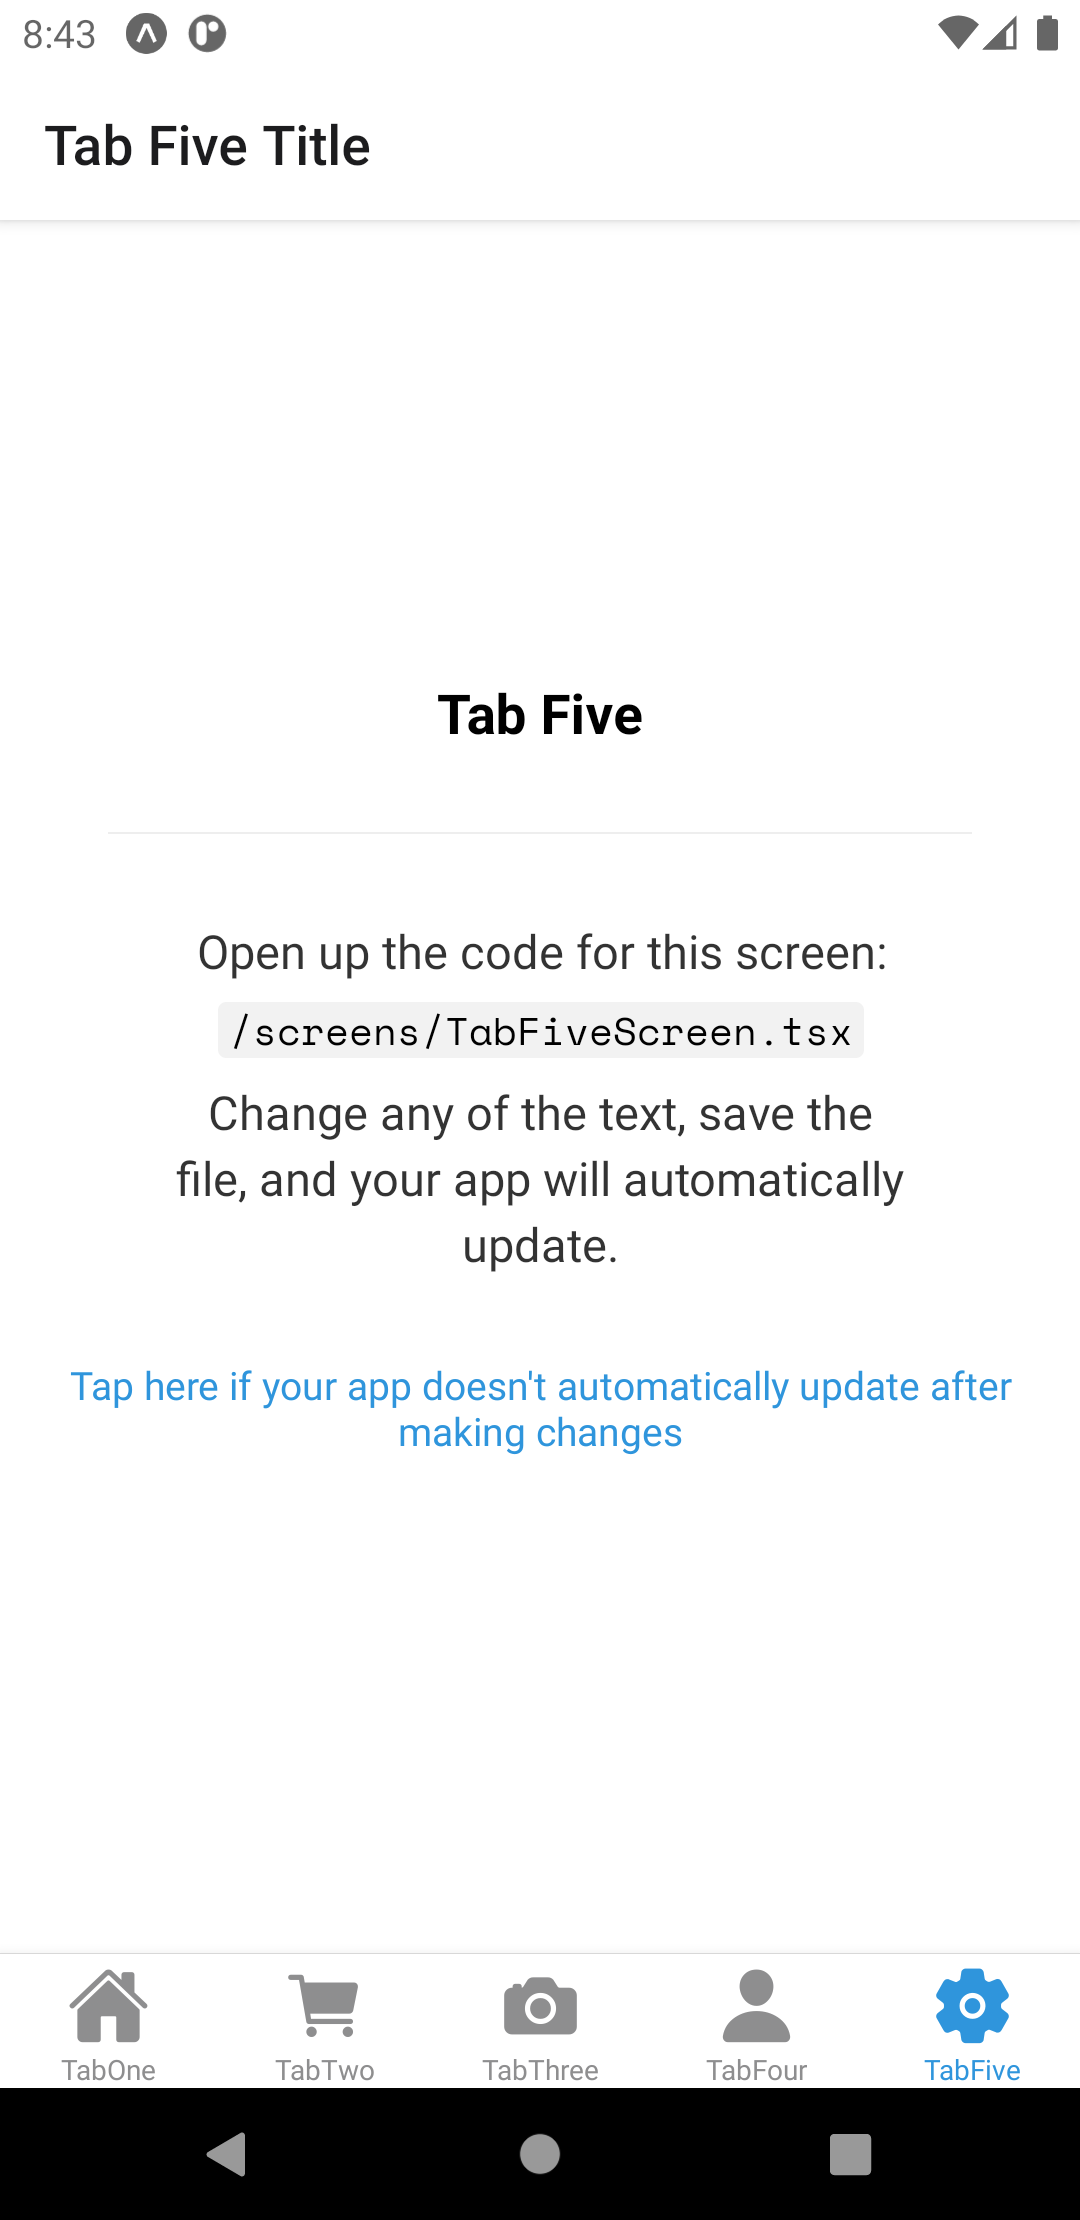 8:43
Tab Five Title
Tab Five
Open up the code for this screen:
/screens/TabFiveScreen.tsx
Change any of the text, save the
file, and your app will automatically
update.
Tap here if your app doesn't automatically update after
making changes
TabOne
TabTwo
TabThree
TabFour
TabFive